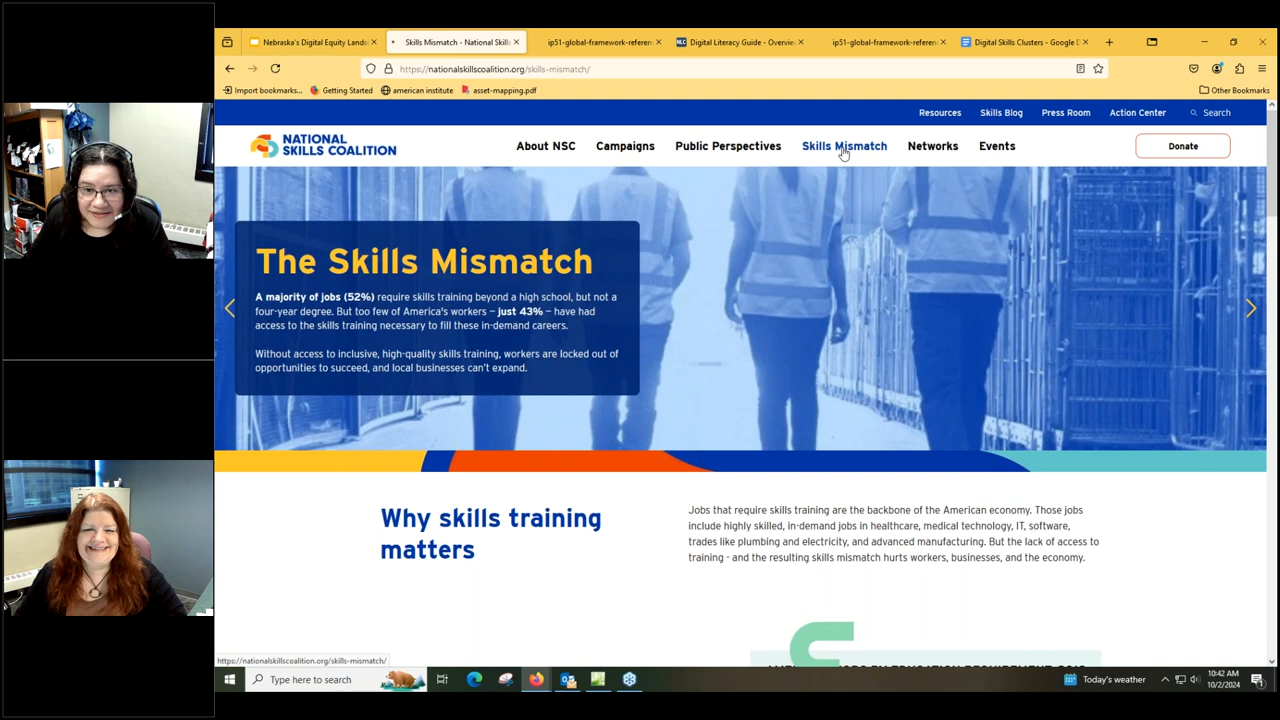 Nebraska's Digital Equity Lands
Skills Mismatch - National Skill
ip51-global-framework-referen
Digital Literacy Guide - Overvie
ip51-global-framework-referen
Digital Skills Clusters - Google D
https://nationalskillscoalition.org/skills-mismatch/
Import bookmarks...
Getting Started
american institute
asset-mapping.pdf
Other Bookmarks
Resources
Skills Blog
Press Room
Action Center
Search
NATIONAL
SKILLS COALITION
About NSC
Campaigns
Public Perspectives
Skills Mismatch
Networks
Events
Donate
The Skills Mismatch
A majority of jobs (52%) require skills training beyond a high school, but not a
four-year degree. But too few of America's workers – just 43% – have had
access to the skills training necessary to fill these in-demand careers.
Without access to inclusive, high-quality skills training, workers are locked out of
opportunities to succeed, and local businesses can't expand.
Why skills training
matters
Jobs that require skills training are the backbone of the American economy. Those jobs
include highly skilled, in-demand jobs in healthcare, medical technology, IT, software,
trades like plumbing and electricity, and advanced manufacturing. But the lack of access to
training - and the resulting skills mismatch hurts workers, businesses, and the economy.
https://nationalskillscoalition.org/skills-mismatch/
Type here to search
Today's weather
10:42 AM
10/2/2024